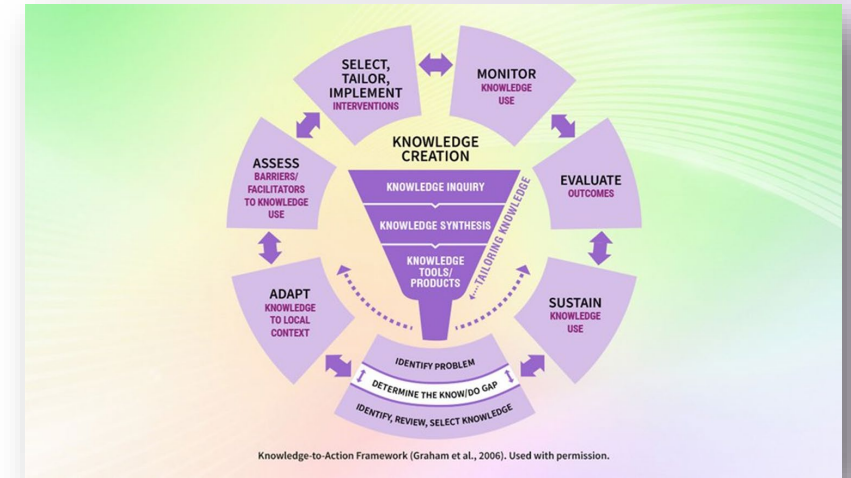 SELECT,
TAILOR,
IMPLEMENT
INTERVENTIONS
MONITOR
KNOWLEDGE
USE
KNOWLEDGE
CREATION
ASSESS
BARRIERS/
FACILITATORS
TO KNOWLEDGE
USE
KNOWLEDGE INQUIRY
KNOWLEDGE SYNTHESIS
KNOWLEDGE
TOOLS/
PRODUCTS
TAILORING KNOWLEDGE
EVALUATE
OUTCOMES
ADAPT
KNOWLEDGE
TO LOCAL
CONTEXT
SUSTAIN
KNOWLEDGE
USE
IDENTIFY PROBLEM
DETERMINE THE KNOW/DO GAP
IDENTIFY, REVIEW, SELECT KNOWLEDGE
Knowledge-to-Action Framework (Graham et al., 2006). Used with permission.